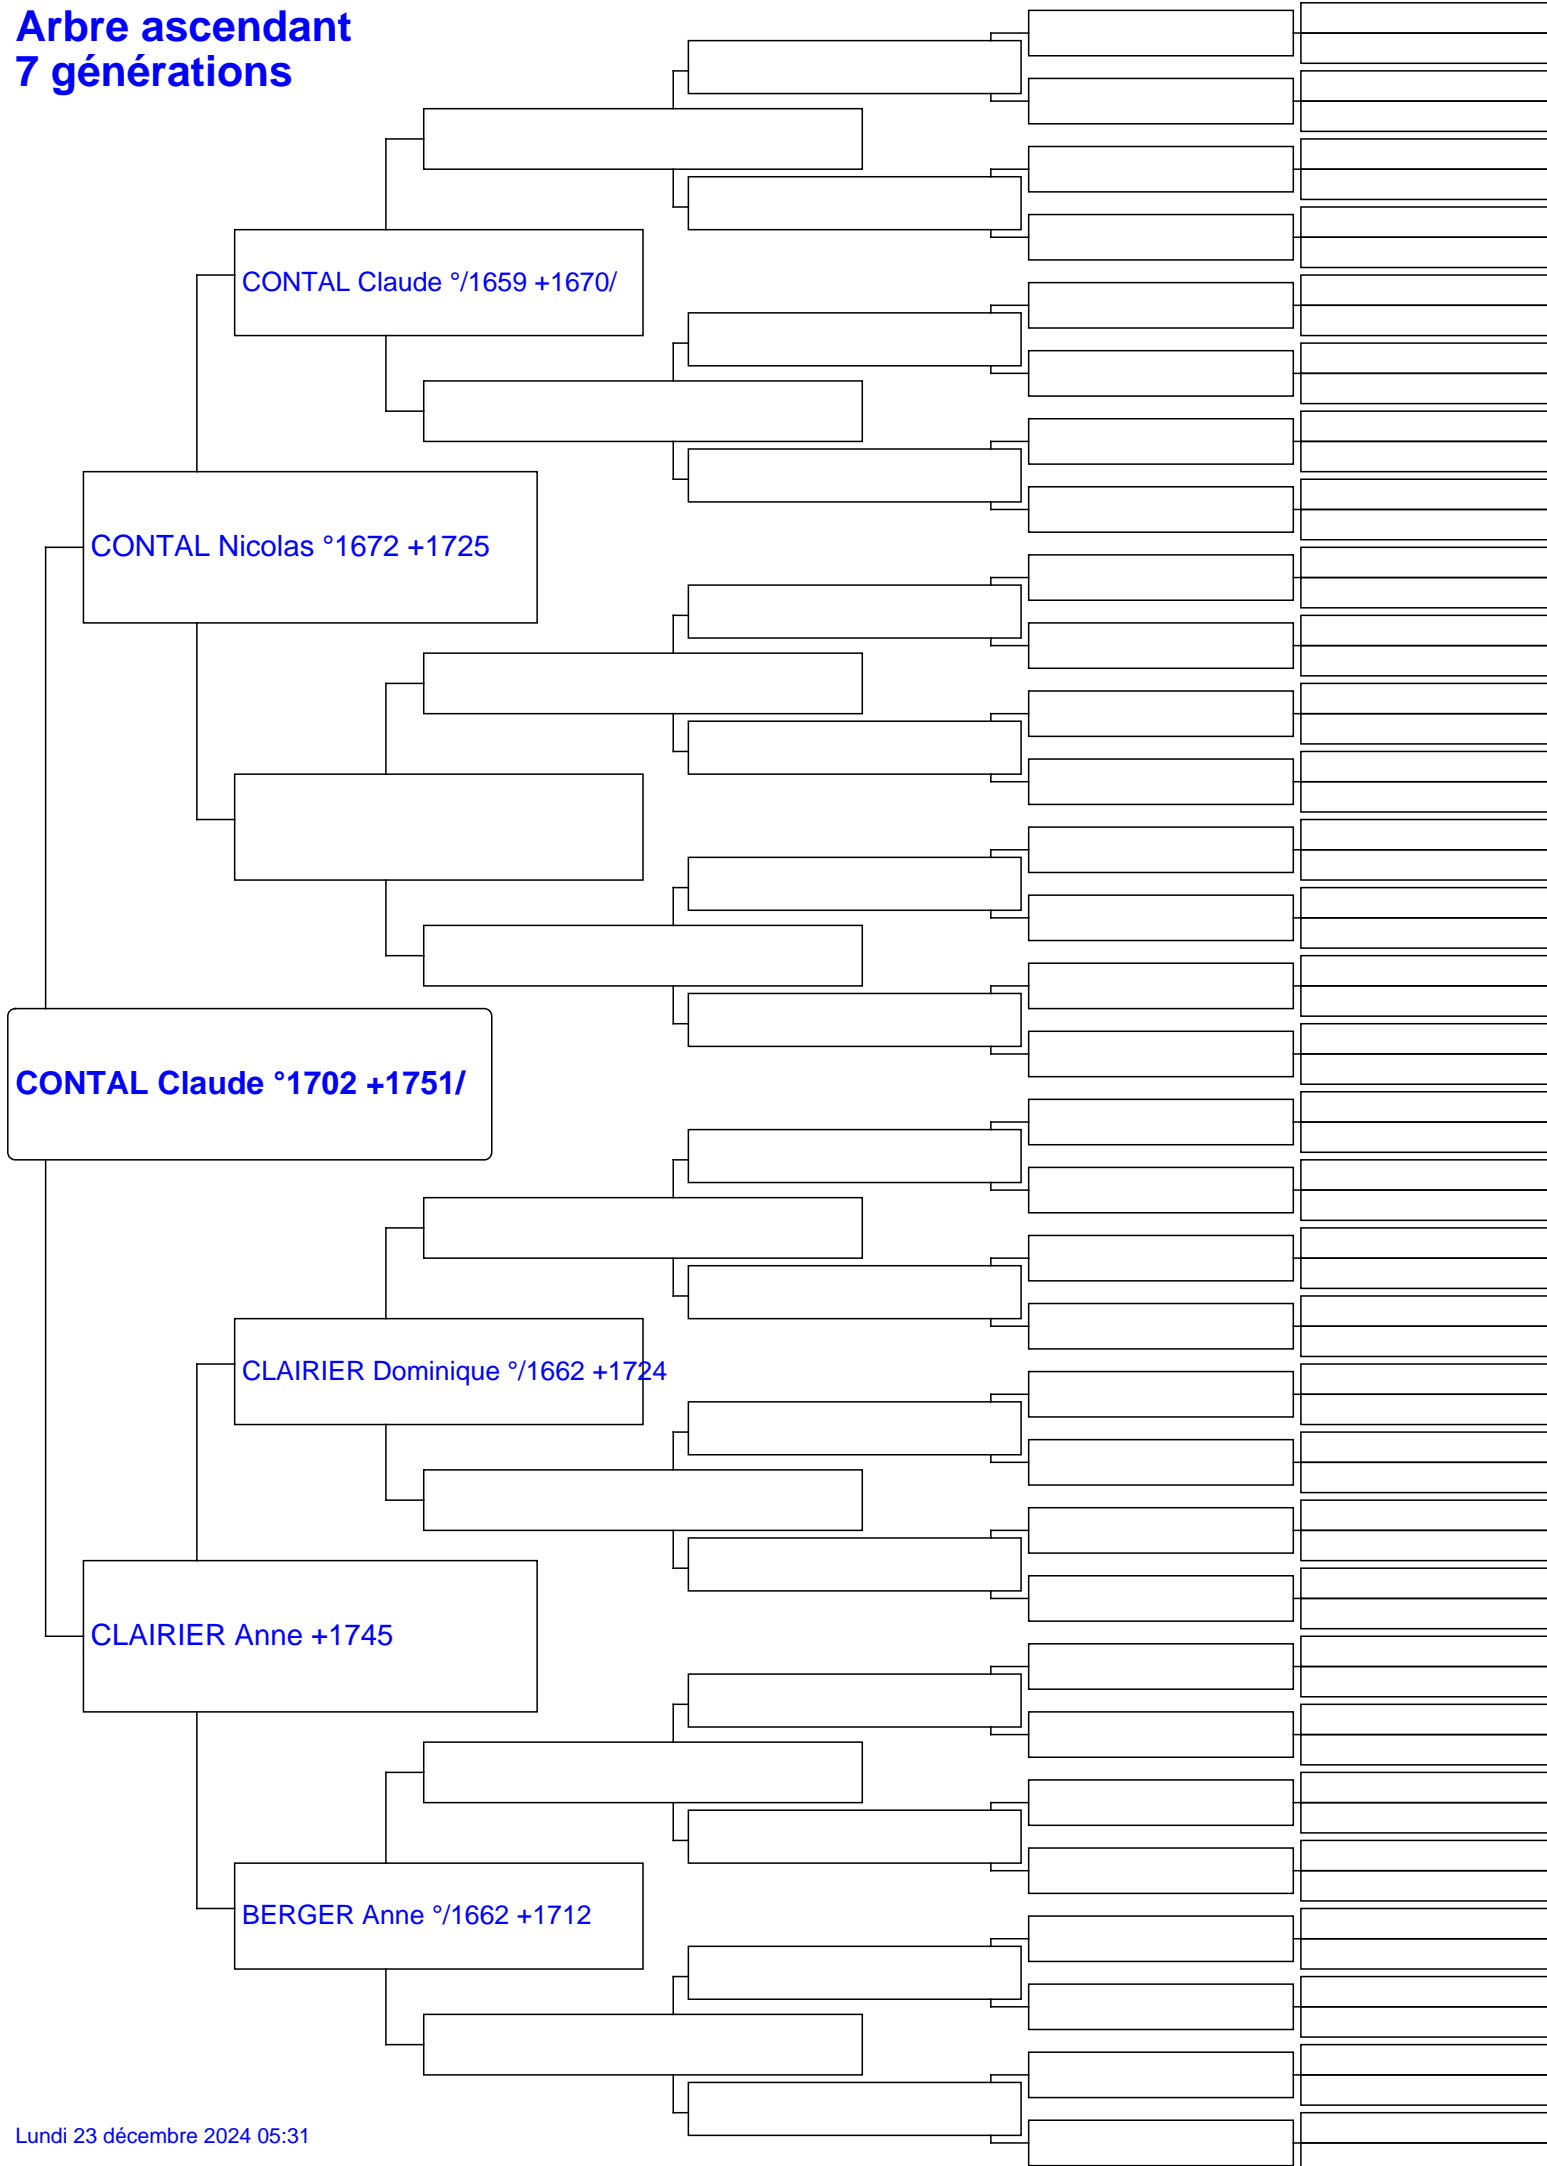 Arbre ascendant
7 générations
CONTAL Claude °/1659 +1670/
CONTAL Nicolas °1672 +1725
CONTAL Claude °1702 +1751/
CLAIRIER Dominique °/1662 +1724
CLAIRIER Anne +1745
BERGER Anne °/1662 +1712
Lundi 23 décembre 2024 05:31